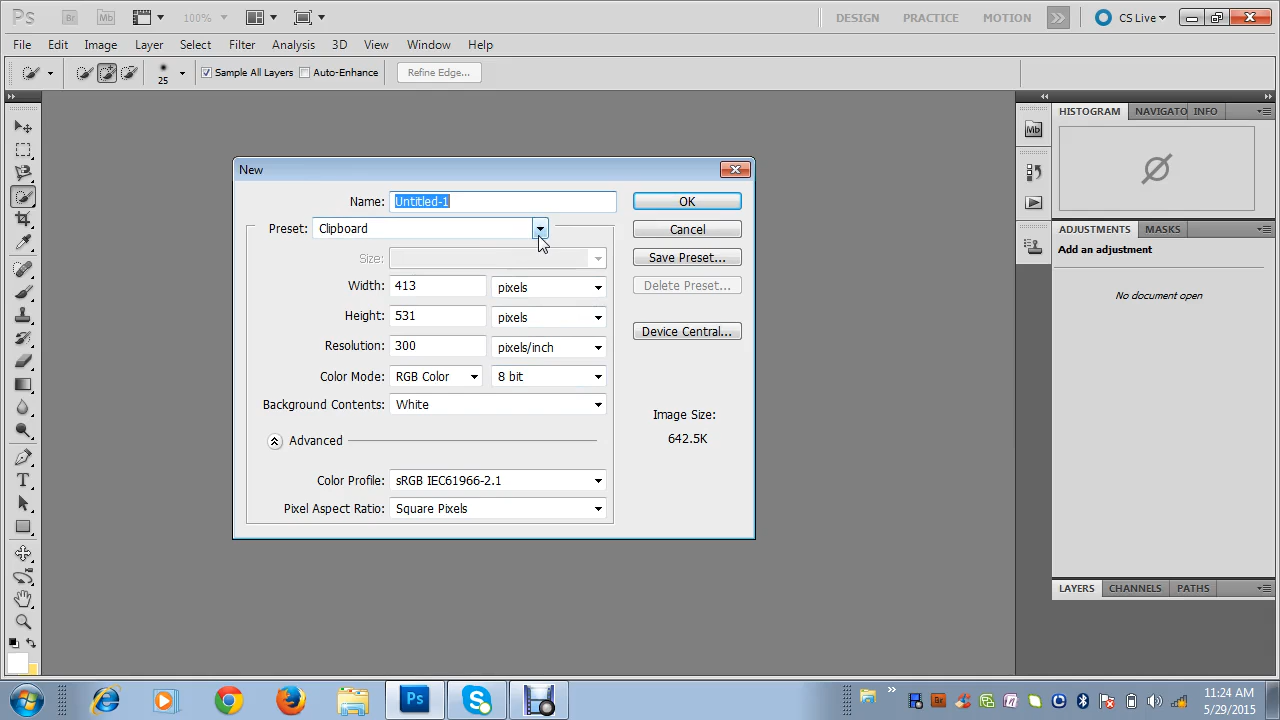 Ps Br Mb 100% DESIGN PRACTICE MOTION CS Live
File Edit Image Layer Select Filter Analysis 3D View Window Help
25 Sample All Layers Auto-Enhance Refine Edge...
HISTOGRAM NAVIGATO INFO
Mb
New
Name: Untitled-1 OK
Preset: Clipboard Cancel
Size: Save Preset...
Width: 413 pixels Delete Preset...
Height: 531 pixels Device Central...
Resolution: 300 pixels/inch
Color Mode: RGB Color 8 bit
Background Contents: White
Image Size:
642.5K
Advanced
Color Profile: sRGB IEC61966-2.1
Pixel Aspect Ratio: Square Pixels
ADJUSTMENTS MASKS
Add an adjustment
No document open
LAYERS CHANNELS PATHS
T
Ps
Br
11:24 AM
5/29/2015